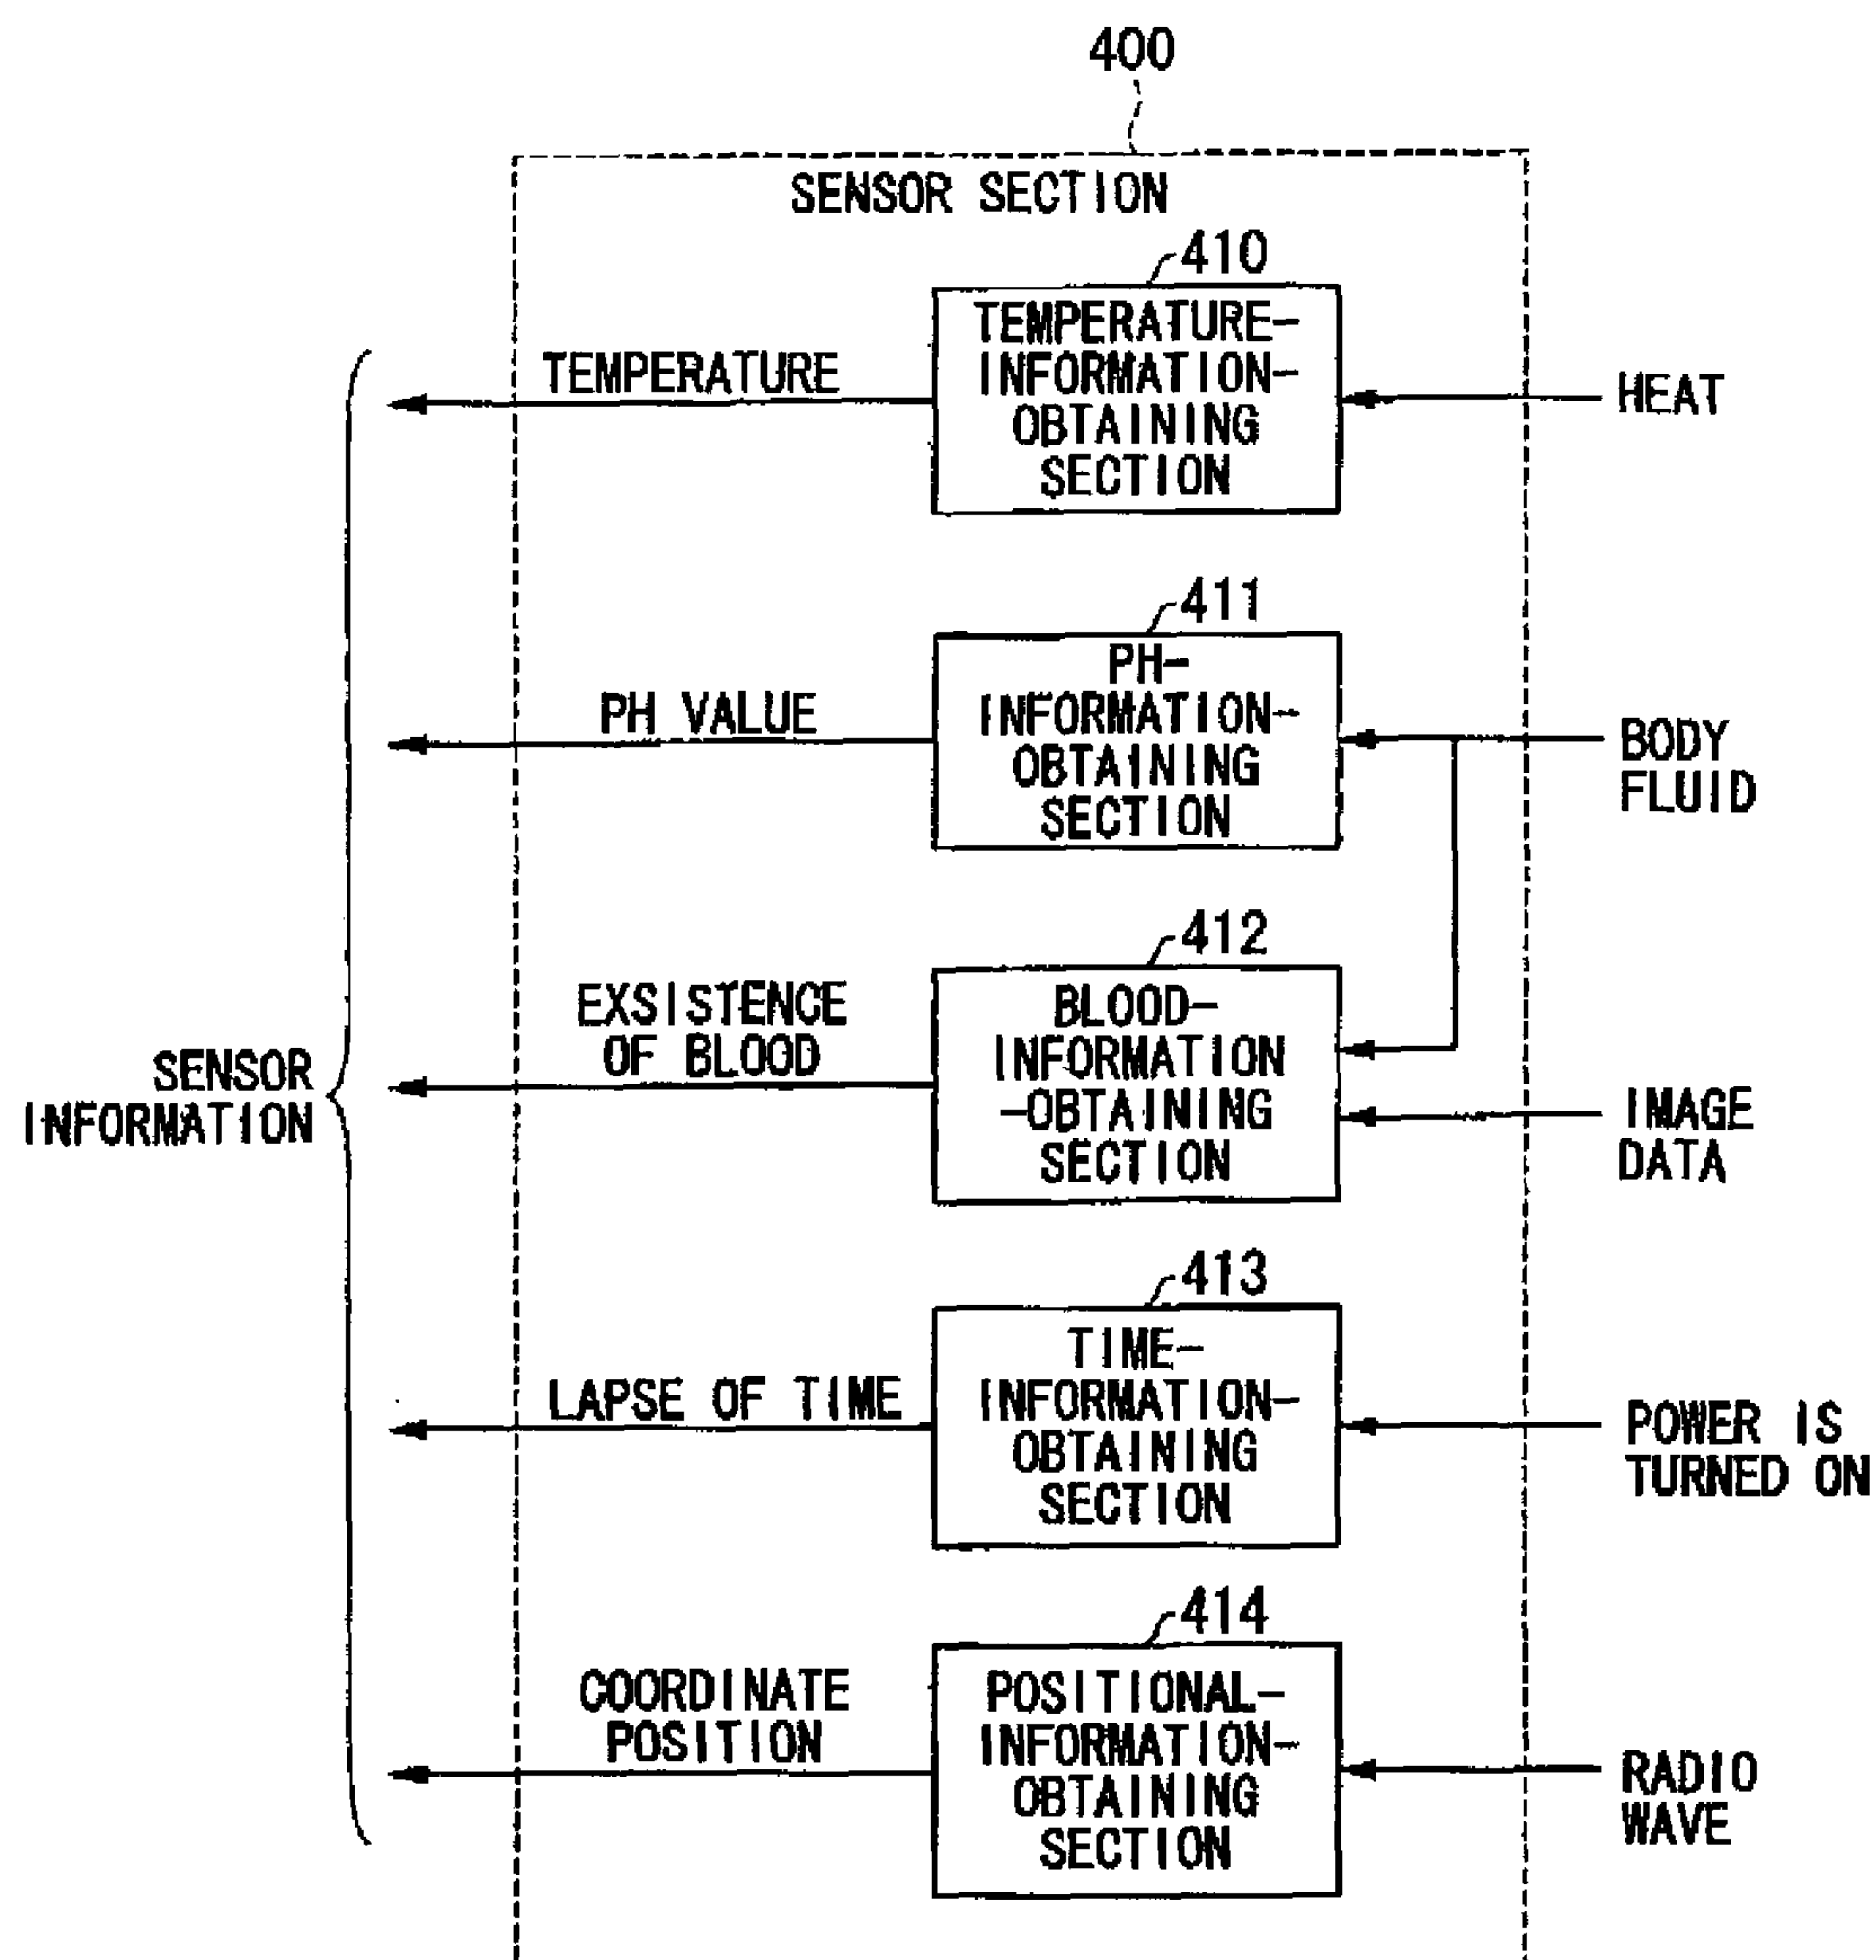 400
SENSOR SECTION
410
TEMPERATURE-
INFORMATION-
OBTAINING
SECTION
TEMPERATURE
HEAT
411
PH-
INFORMATION-
OBTAINING
SECTION
PH VALUE
BODY
FLUID
412
BLOOD-
INFORMATION
-OBTAINING
SECTION
EXSISTENCE
OF BLOOD
IMAGE
DATA
SENSOR
INFORMATION
413
TIME-
INFORMATION-
OBTAINING
SECTION
LAPSE OF TIME
POWER IS
TURNED ON
414
POSITIONAL-
INFORMATION-
OBTAINING
SECTION
COORDINATE
POSITION
RADIO
WAVE